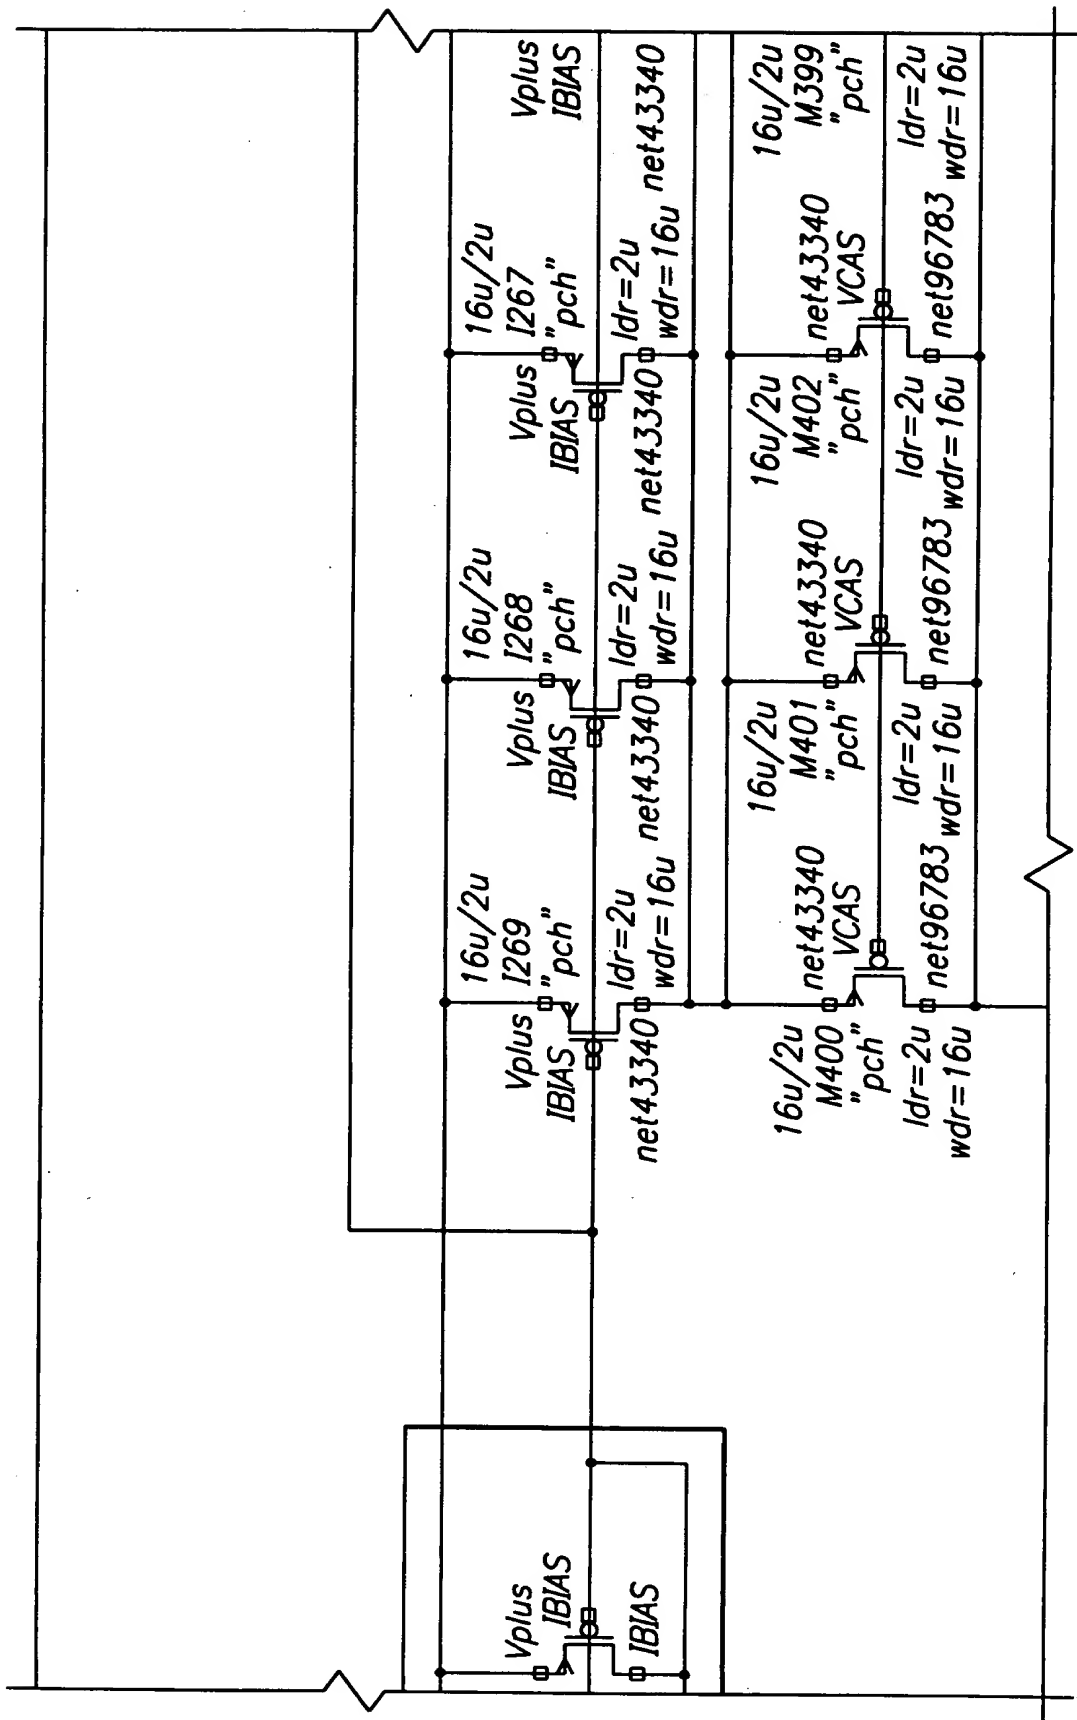 Vplus
IBIAS
IBIAS
16u/2u
I269
"pch"
Vplus
IBIAS
ldr=2u
wdr=16u
net43340
16u/2u
I268
"pch"
Vplus
IBIAS
ldr=2u
wdr=16u
net43340
16u/2u
I267
"pch"
Vplus
IBIAS
ldr=2u
wdr=16u
net43340
Vplus
IBIAS
net43340
16u/2u
M400
"pch"
net43340
VCAS
ldr=2u
wdr=16u
net96783
16u/2u
M401
"pch"
net43340
VCAS
ldr=2u
wdr=16u
net96783
16u/2u
M402
"pch"
net43340
VCAS
ldr=2u
wdr=16u
net96783
16u/2u
M399
"pch"
ldr=2u
wdr=16u